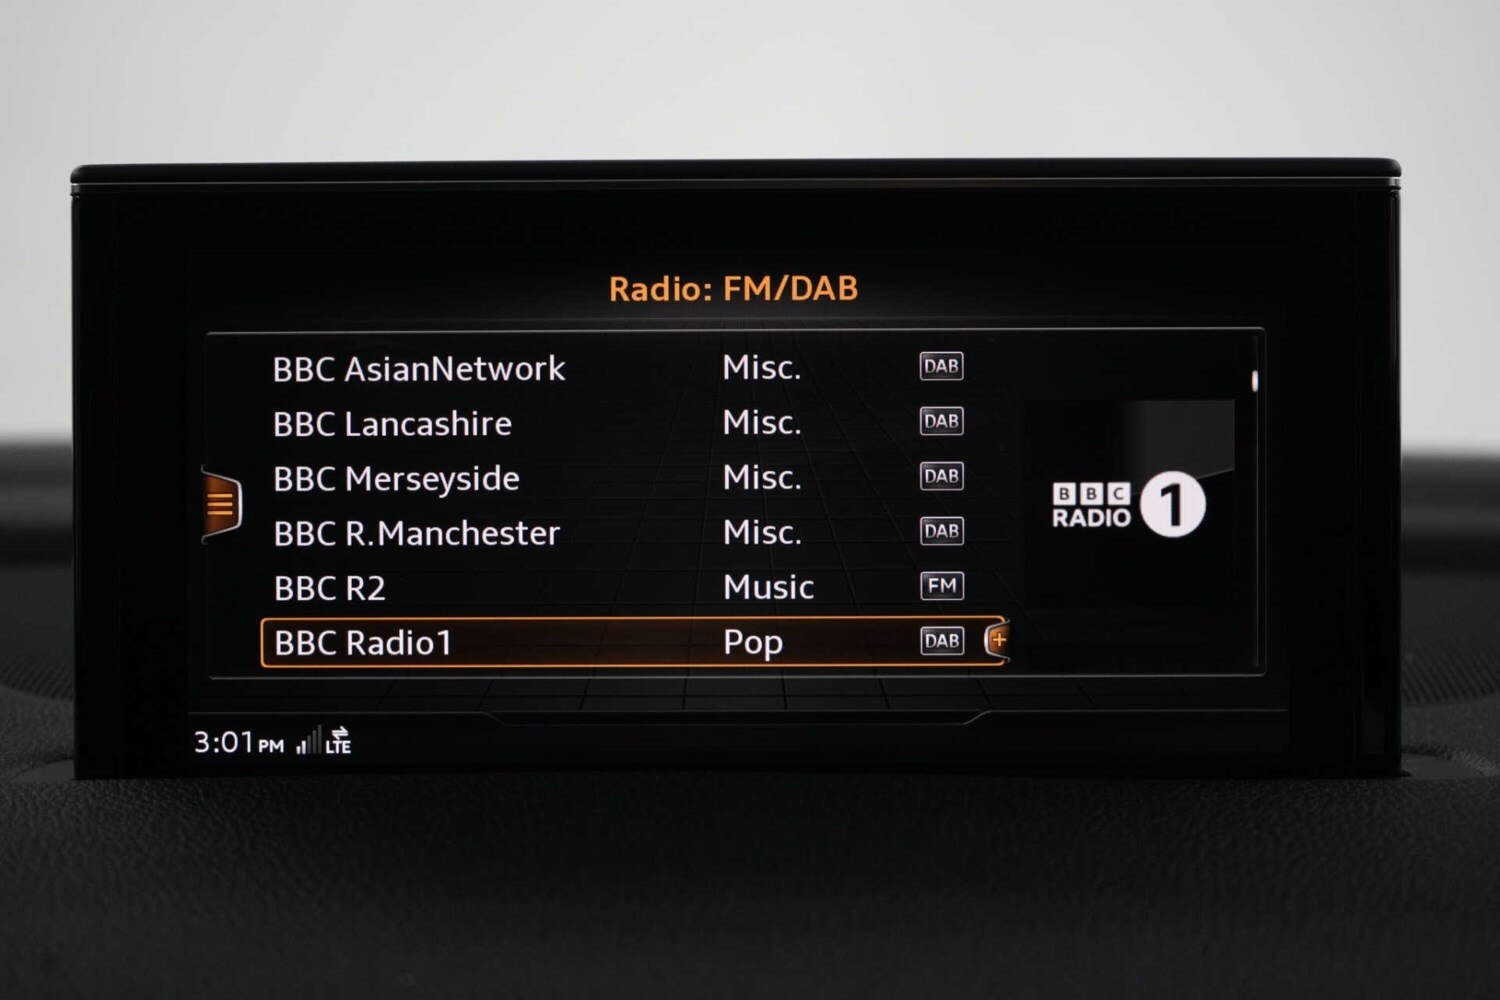 Radio: FM/DAB
BBC AsianNetwork Misc. DAB
BBC Lancashire Misc. DAB
BBC Merseyside Misc. DAB
BBC R.Manchester Misc. DAB
BBC R2 Music FM
BBC Radio1 Pop DAB +
BBC
RADIO 1
3:01 PM LTE